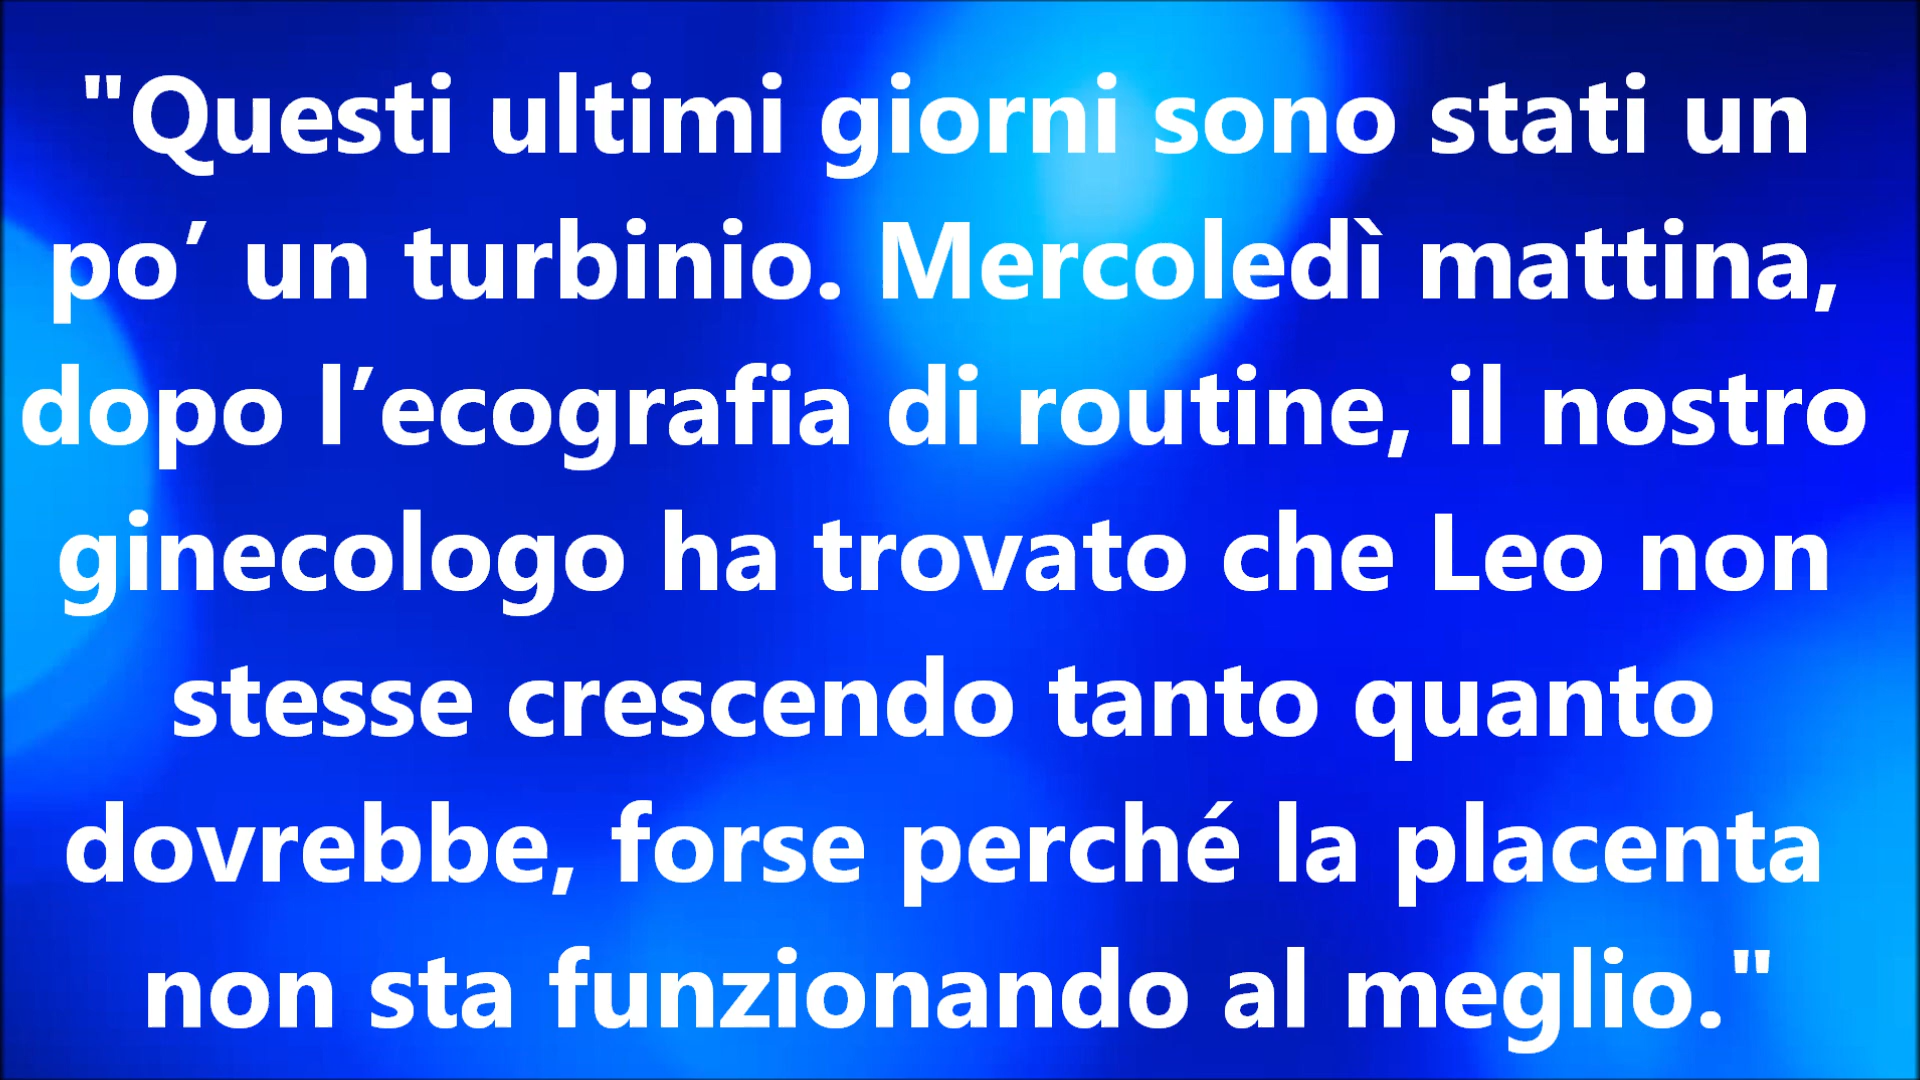 "Questi ultimi giorni sono stati un
po’ un turbinio. Mercoledì mattina,
dopo l’ecografia di routine, il nostro
ginecologo ha trovato che Leo non
stesse crescendo tanto quanto
dovrebbe, forse perché la placenta
non sta funzionando al meglio."